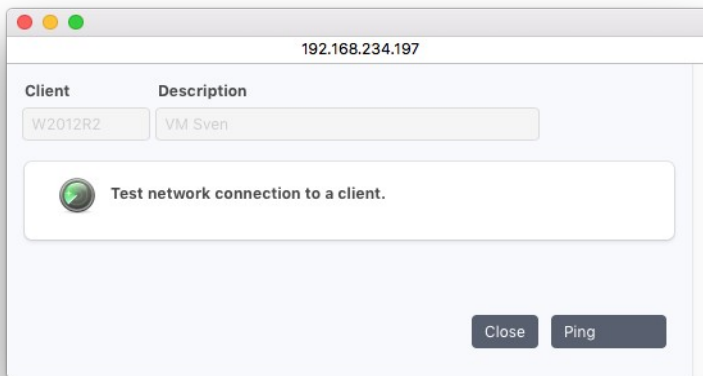 192.168.234.197
Client Description
W2012R2 VM Sven
Test network connection to a client.
Close Ping